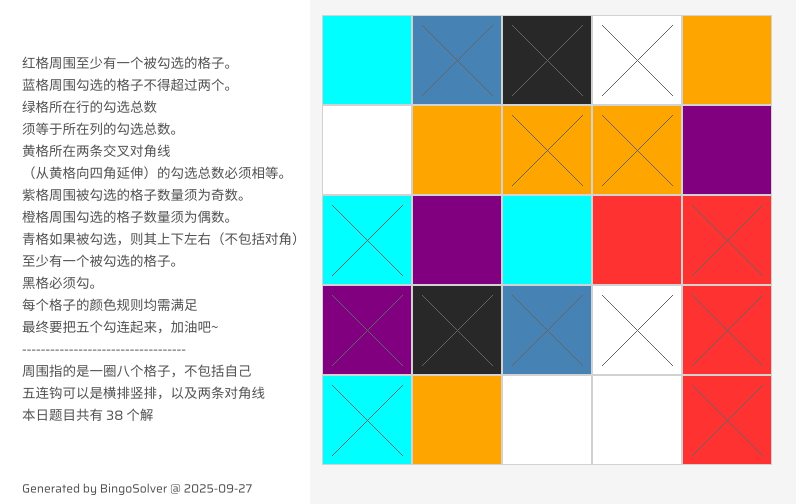 红格周围至少有一个被勾选的格子。
蓝格周围勾选的格子不得超过两个。
绿格所在行的勾选总数
须等于所在列的勾选总数。
黄格所在两条交叉对角线
（从黄格向四角延伸）的勾选总数必须相等。
紫格周围被勾选的格子数量须为奇数。
橙格周围勾选的格子数量须为偶数。
青格如果被勾选，则其上下左右（不包括对角）
至少有一个被勾选的格子。
黑格必须勾。
每个格子的颜色规则均需满足
最终要把五个勾连起来，加油吧~
-----------------------------------
周围指的是一圈八个格子，不包括自己
五连钩可以是横排竖排，以及两条对角线
本日题目共有 38 个解
Generated by BingoSolver @ 2025-09-27